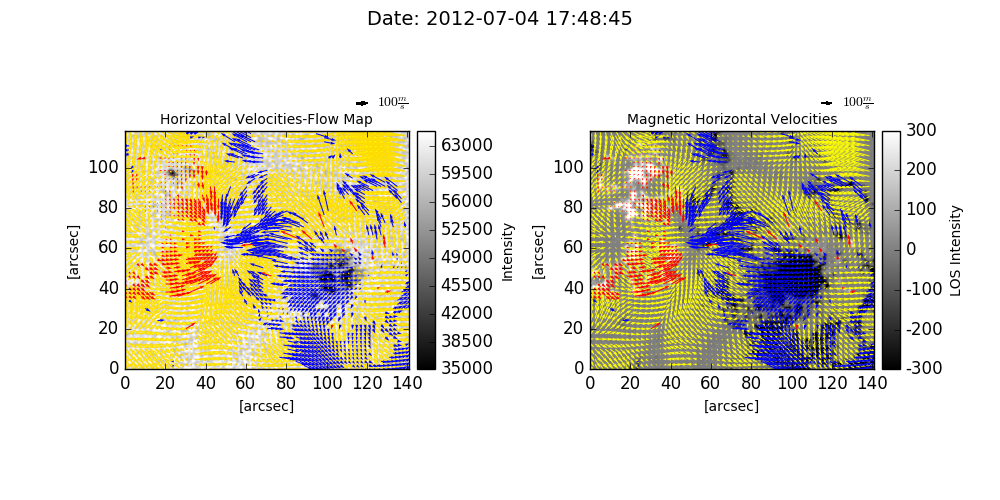 Date: 2012-07-04 17:48:45
100 m/s
Horizontal Velocities-Flow Map
100
80
60
40
20
0
0 20 40 60 80 100 120 140
[arcsec]
[arcsec]
63000
59500
56000
52500
49000
45500
42000
38500
35000
Intensity
100 m/s
Magnetic Horizontal Velocities
100
80
60
40
20
0
0 20 40 60 80 100 120 140
[arcsec]
[arcsec]
300
200
100
0
-100
-200
-300
LOS Intensity